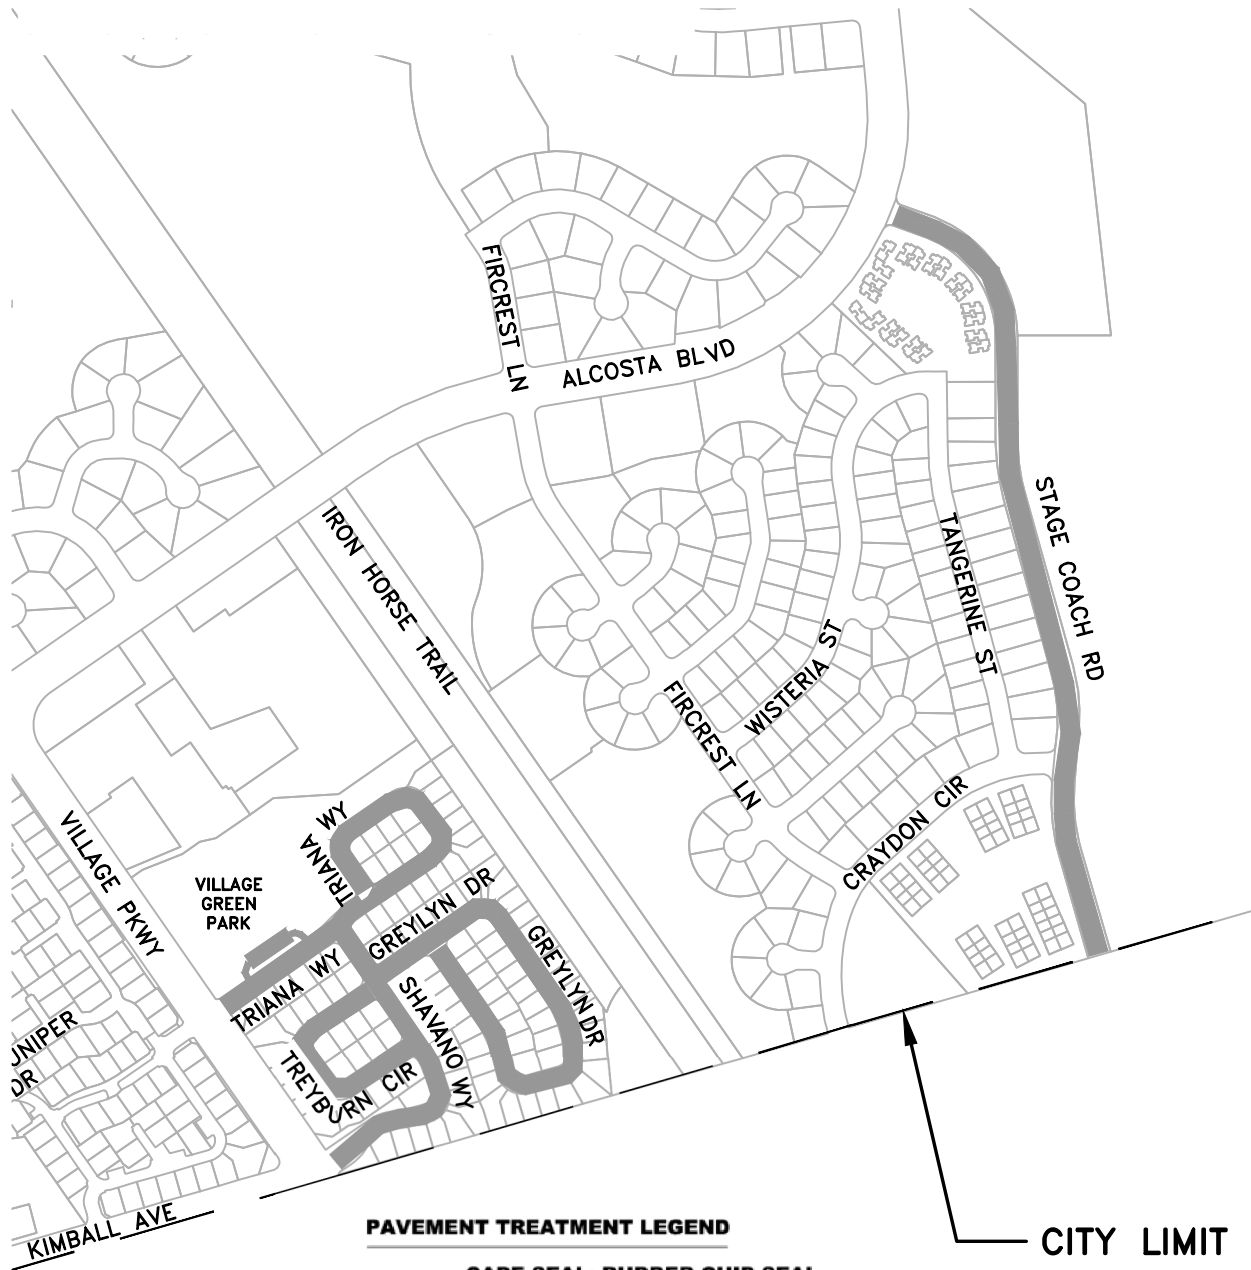 FIRCREST LN
ALCOSTA BLVD
IRON HORSE TRAIL
STAGE COACH RD
TANGERINE ST
WISTERIA ST
FIRCREST LN
CRAYDON CIR
VILLAGE PKWY
TRIANA WY
VILLAGE
GREEN
PARK
GREYLYN DR
GREYLYN DR
TRIANA WY
SHAVANO WY
TREYBURN CIR
UNIPER
DR
KIMBALL AVE
CITY LIMIT
PAVEMENT TREATMENT LEGEND